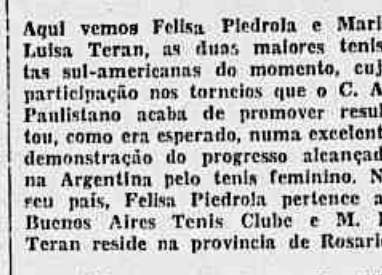 Aqui vemos Felisa Piedrola e Mari
Luisa Teran, as duas maiores tenis
tas sul-americanas do momento, cuj
participação nos torneios que o C. A
Paulistano acaba de promover resul
tou, como era esperado, numa excelent
demonstração do progresso alcançad
na Argentina pelo tenis feminino. N
seu país, Felisa Piedrola pertence a
Buenos Aires Tenis Clube e M.
Teran reside na provincia de Rosari